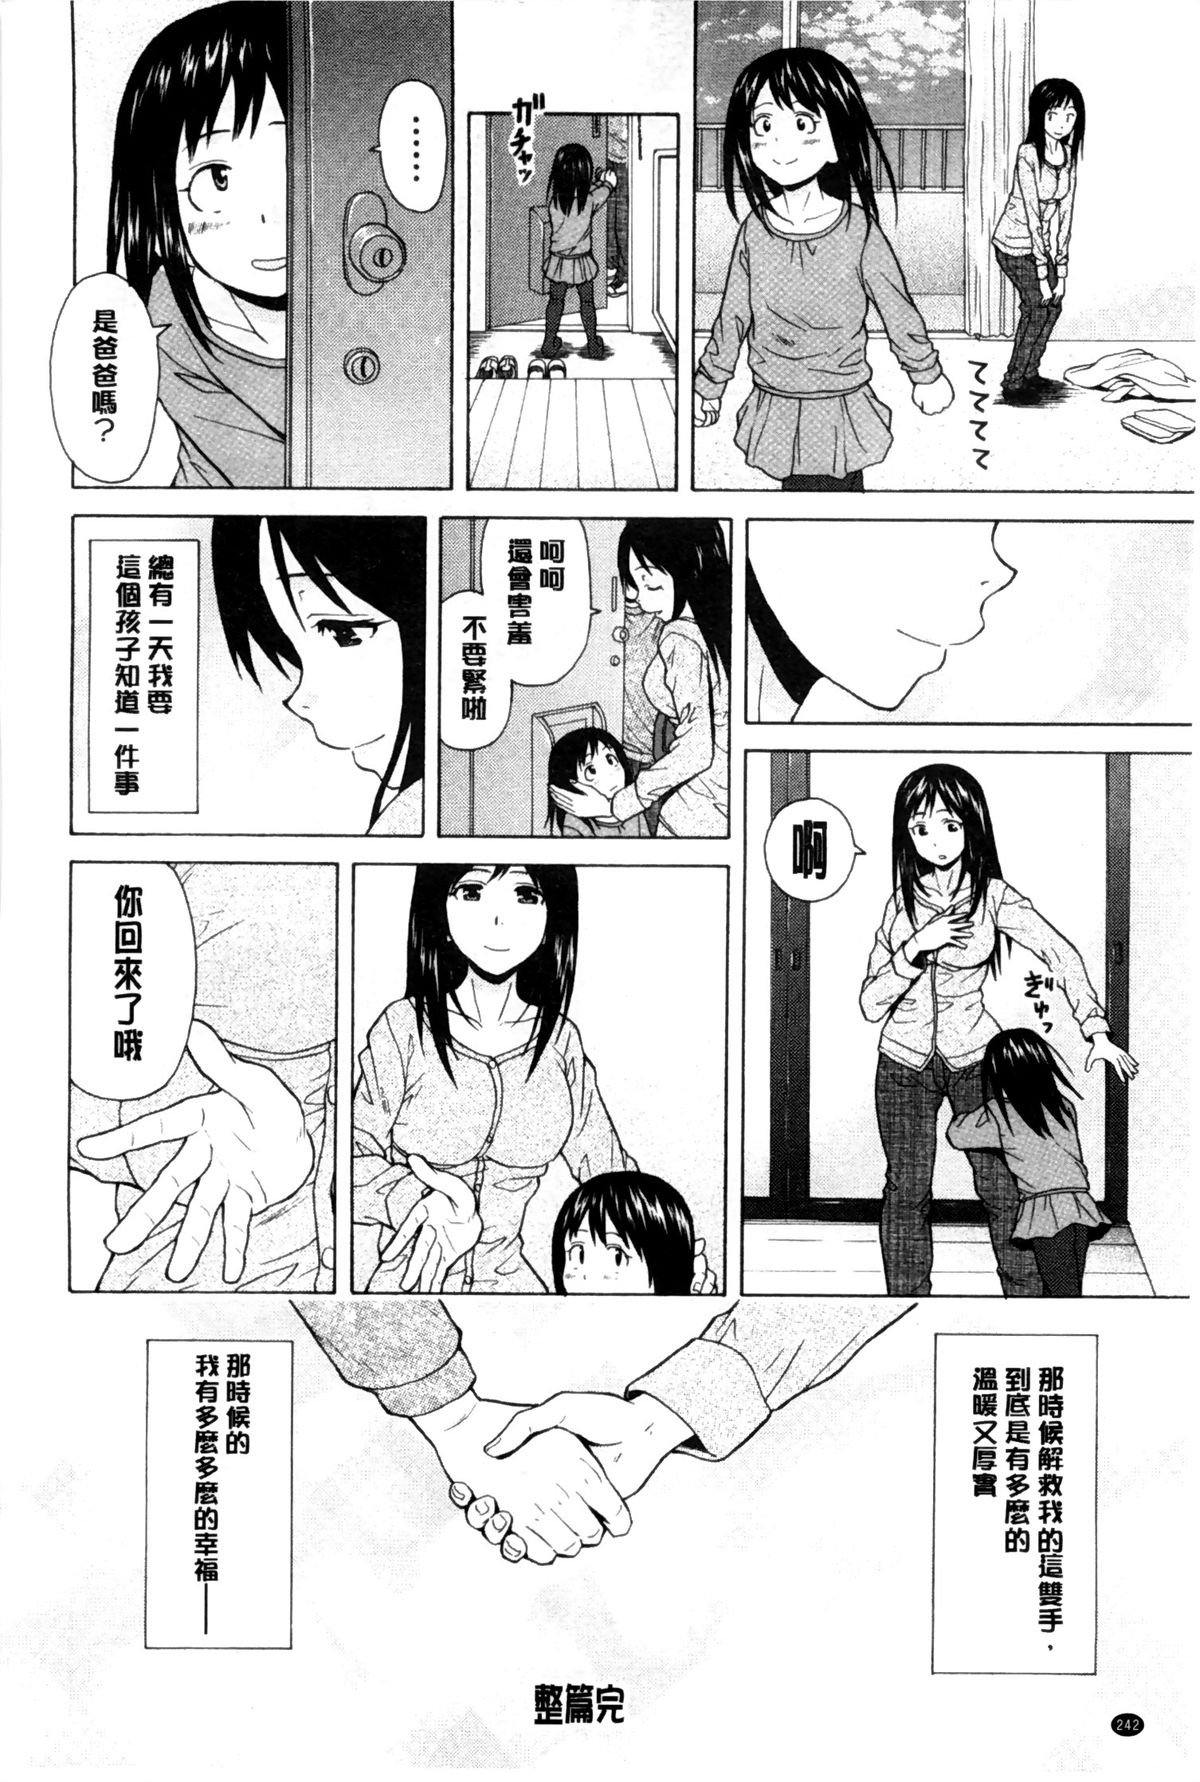 てててて
ガチャッ
‥‥‥
是爸爸嗎?
呵呵
還會害羞
不要緊啦
總有一天我要
這個孩子知道一件事
啊
ぎゅっ
你回來了哦
那時候解救我的這雙手，
到底是有多麼的
溫暖又厚實
那時候的
我有多麼多麼的幸福——
整篇完
242